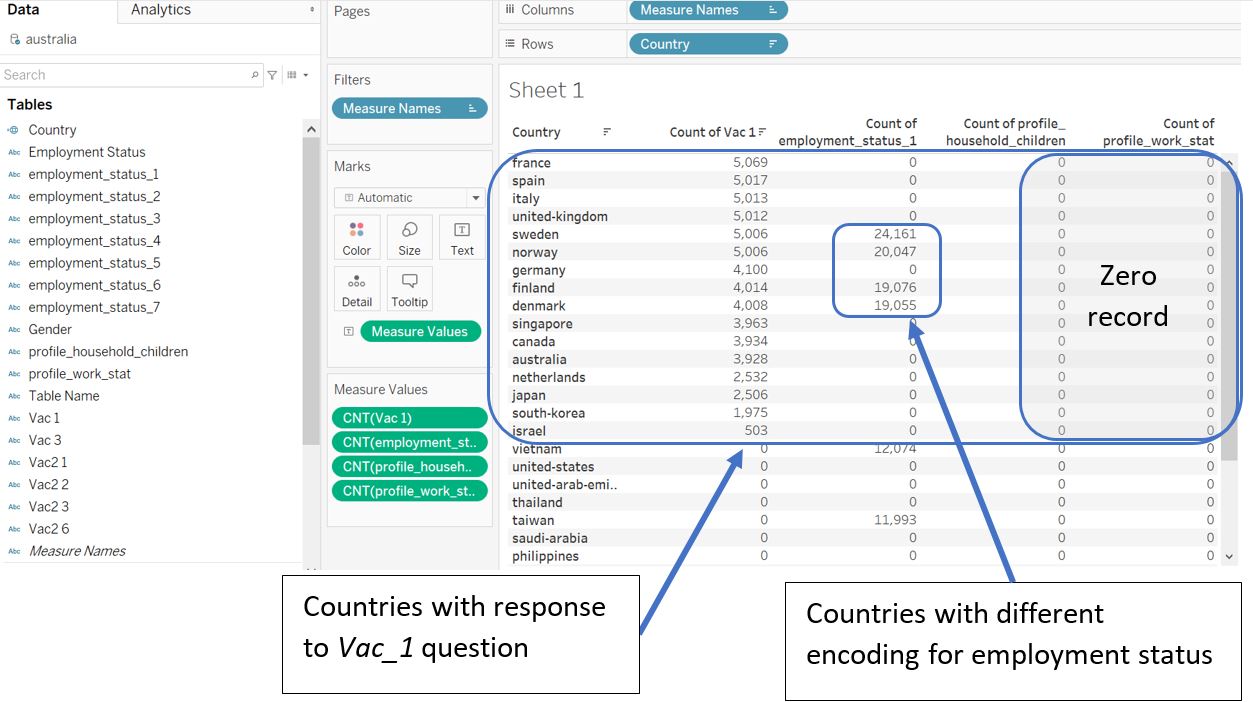 Data
Analytics
australia
Search
Tables
Country
Employment Status
employment_status_1
employment_status_2
employment_status_3
employment_status_4
employment_status_5
employment_status_6
employment_status_7
Gender
profile_household_children
profile_work_stat
Table Name
Vac 1
Vac 3
Vac2 1
Vac2 2
Vac2 3
Vac2 6
Measure Names
Pages
Filters
Measure Names
Marks
Automatic
Color Size Text
Detail Tooltip
Measure Values
Measure Values
CNT(Vac 1)
CNT(employment_st..
CNT(profile_househ..
CNT(profile_work_st..
Columns Measure Names
Rows Country
Sheet 1
Count of Count of profile_ Count of
Country Count of Vac 1 employment_status_1 household_children profile_work_stat
france 5,069 0 0 0
spain 5,017 0 0 0
italy 5,013 0 0 0
united-kingdom 5,012 0 0 0
sweden 5,006 24,161 0 0
norway 5,006 20,047 0 0
germany 4,100 0 0 0
finland 4,014 19,076 0 0
denmark 4,008 19,055 0 0
singapore 3,963 0 0 0
canada 3,934 0 0 0
australia 3,928 0 0 0
netherlands 2,532 0 0 0
japan 2,506 0 0 0
south-korea 1,975 0 0 0
israel 503 0 0 0
vietnam 0 12,074 0 0
united-states 0 0 0 0
united-arab-emi.. 0 0 0 0
thailand 0 0 0 0
taiwan 0 11,993 0 0
saudi-arabia 0 0 0 0
philippines 0 0 0 0
Zero
record
Countries with response
to Vac_1 question
Countries with different
encoding for employment status